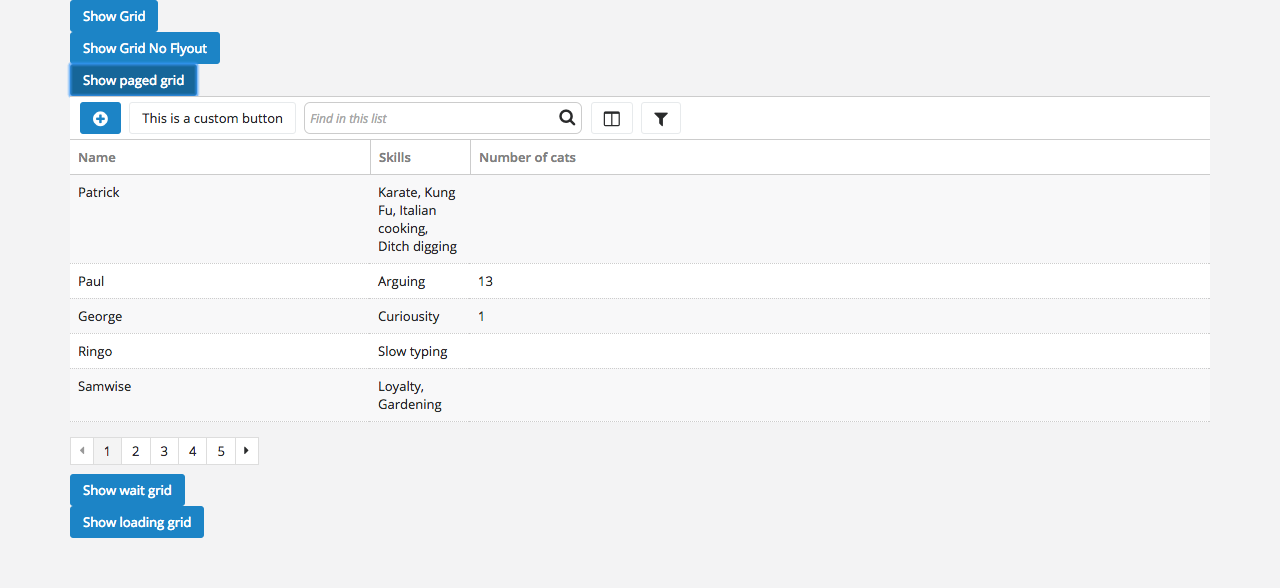 Show Grid
Show Grid No Flyout
Show paged grid
This is a custom button Find in this list
Name Skills Number of cats
Patrick Karate, Kung
Fu, Italian
cooking,
Ditch digging
Paul Arguing 13
George Curiousity 1
Ringo Slow typing
Samwise Loyalty,
Gardening
1 2 3 4 5
Show wait grid
Show loading grid